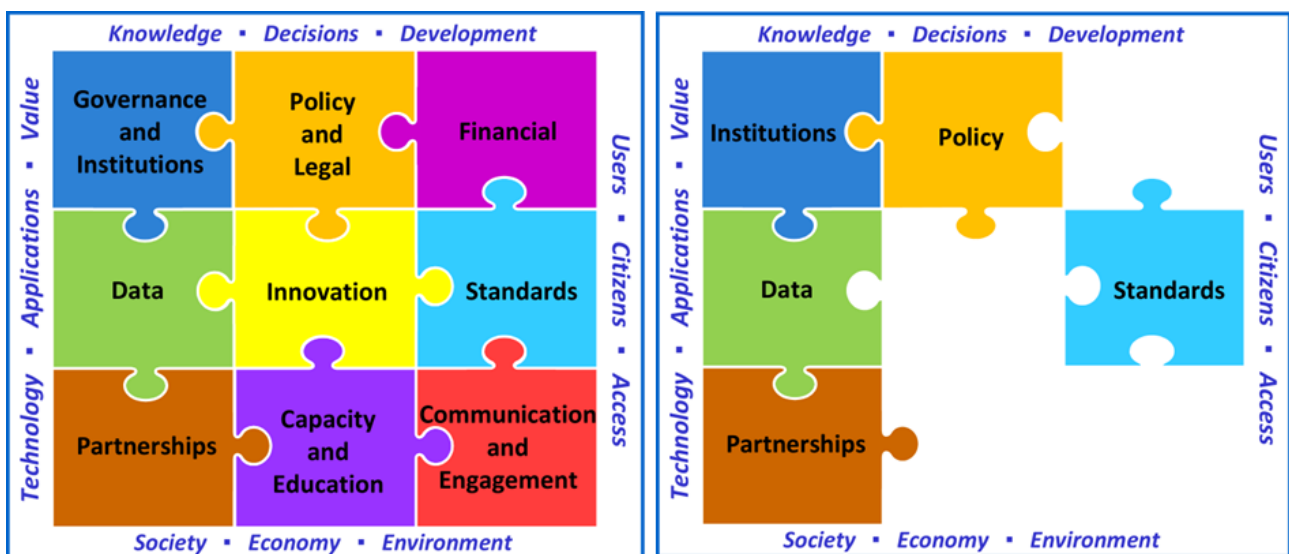 Knowledge ▪ Decisions ▪ Development
Technology ▪ Applications ▪ Value
Governance
and
Institutions
Policy
and
Legal
Financial
Data
Innovation
Standards
Partnerships
Capacity
and
Education
Communication
and
Engagement
Users ▪ Citizens ▪ Access
Society ▪ Economy ▪ Environment
Knowledge ▪ Decisions ▪ Development
Technology ▪ Applications ▪ Value
Institutions
Policy
Data
Standards
Partnerships
Users ▪ Citizens ▪ Access
Society ▪ Economy ▪ Environment